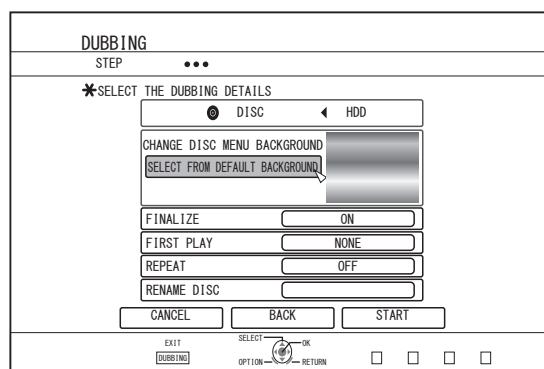 DUBBING
STEP
✱SELECT THE DUBBING DETAILS
DISC ◀ HDD
CHANGE DISC MENU BACKGROUND
SELECT FROM DEFAULT BACKGROUND
FINALIZE ON
FIRST PLAY NONE
REPEAT OFF
RENAME DISC
CANCEL BACK START
EXIT SELECT OK
DUBBING OPTION RETURN